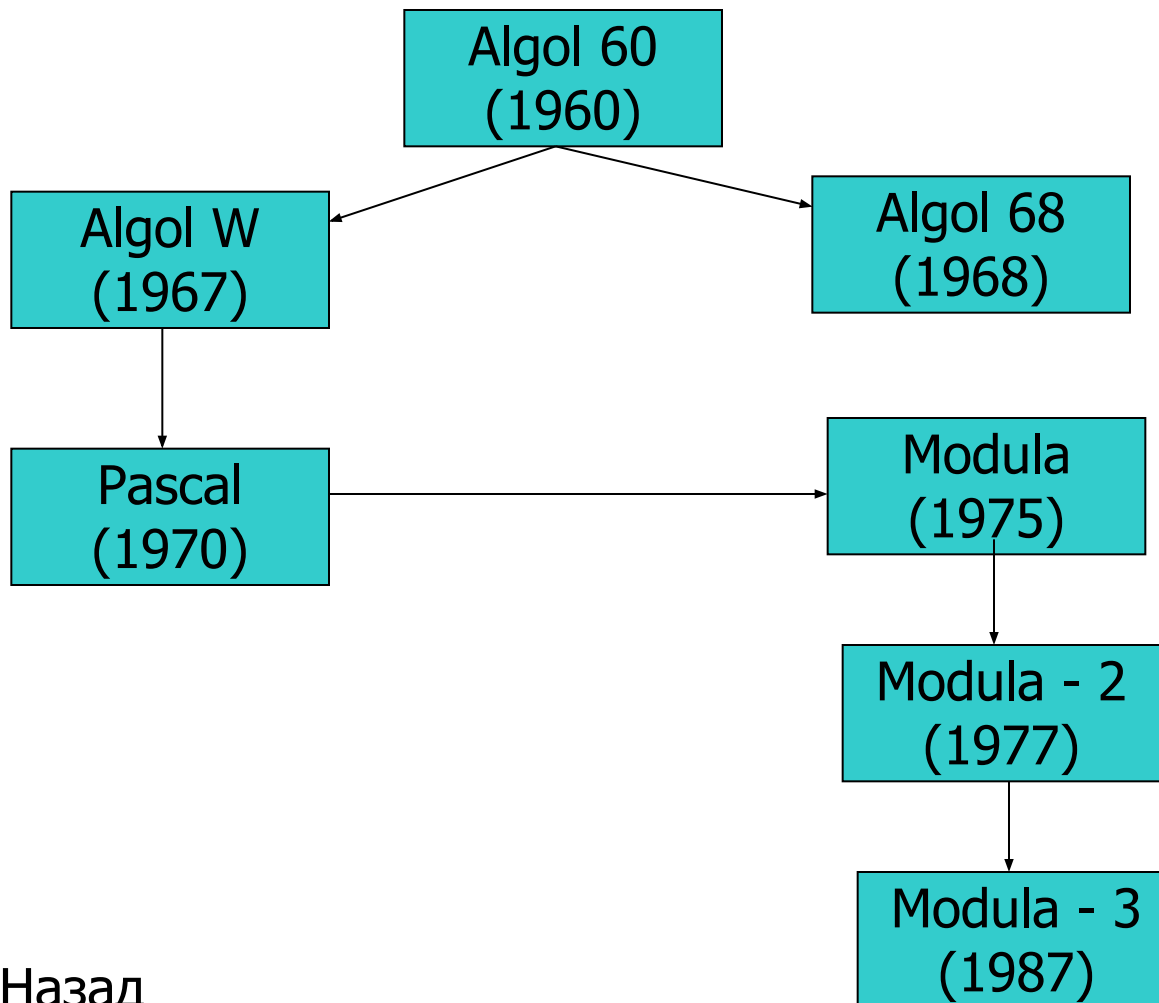 Algol 60
(1960)
Algol W
(1967)
Algol 68
(1968)
Pascal
(1970)
Modula
(1975)
Modula - 2
(1977)
Modula - 3
(1987)
Назад